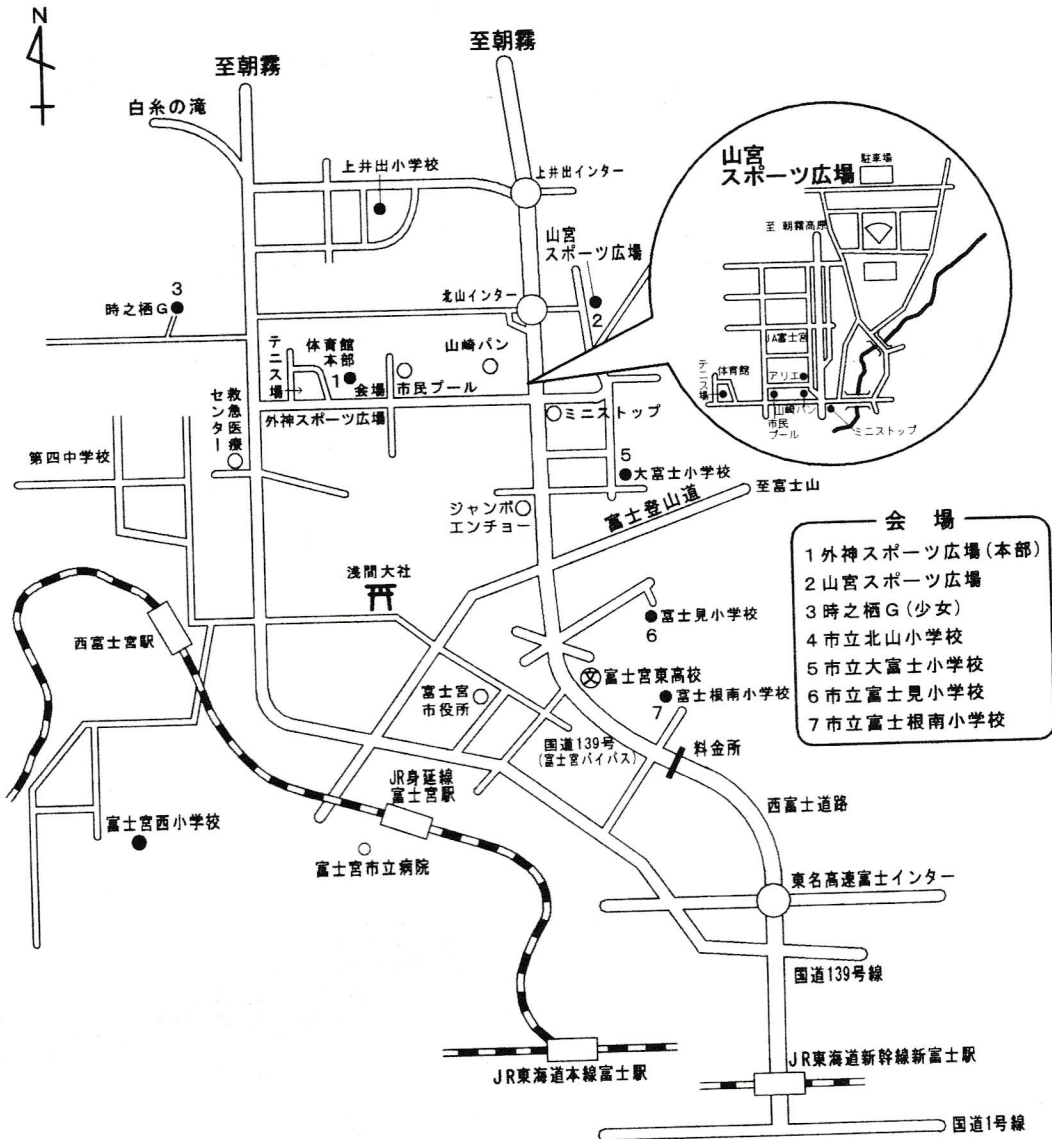 N
至朝霧
至朝霧
白糸の滝
上井出小学校
上井出インター
山宮
スポーツ広場
駐車場
至 朝霧高原
JA富士宮
体育館
テニス場
アリエ
山崎パン
市民
プール
ミニストップ
山宮
スポーツ広場
2
北山インター
3
時之栖G
テニス場
体育館
本部
1
会場
市民プール
山崎パン
外神スポーツ広場
ミニストップ
救急医療
センター
第四中学校
5
大富士小学校
ジャンボ
エンチョー
富士登山道
至富士山
会 場
1 外神スポーツ広場(本部)
2 山宮スポーツ広場
3 時之栖G(少女)
4 市立北山小学校
5 市立大富士小学校
6 市立富士見小学校
7 市立富士根南小学校
浅間大社
西富士宮駅
富士見小学校
6
文富士宮東高校
富士根南小学校
7
富士宮
市役所
国道139号
(富士宮バイパス)
料金所
JR身延線
富士宮駅
西富士道路
富士宮西小学校
富士宮市立病院
東名高速富士インター
国道139号線
JR東海道本線富士駅
JR東海道新幹線新富士駅
国道1号線